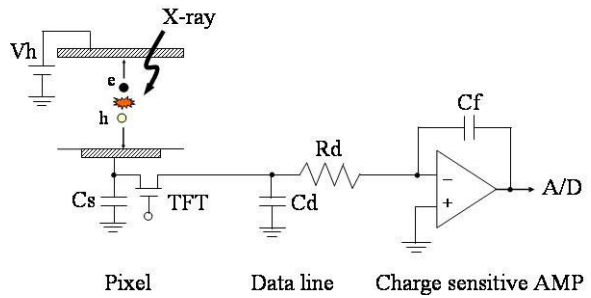 X-ray
Vh
e
h
Cf
Rd
A/D
−
+
Cs
TFT
Cd
Pixel
Data line
Charge sensitive AMP